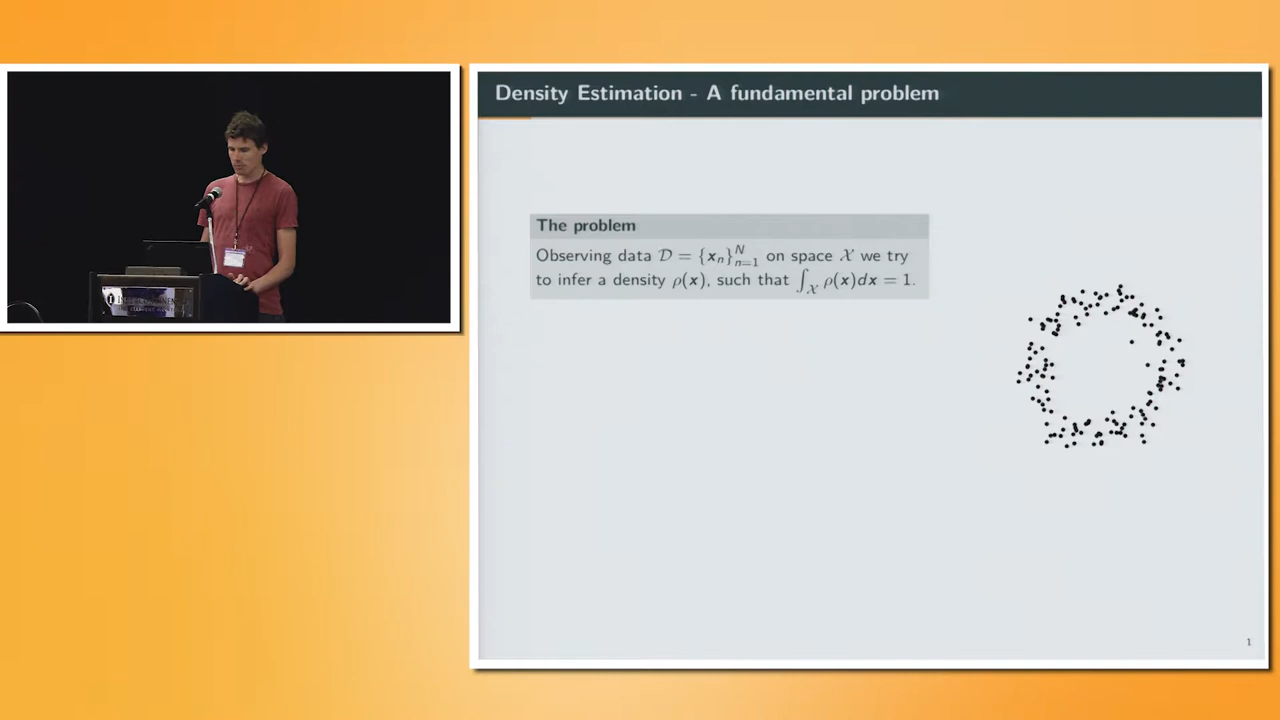 Density Estimation - A fundamental problem
The problem
Observing data 𝒟 = {xₙ}ᴺₙ₌₁ on space 𝒳 we try
to infer a density ρ(x), such that ∫_𝒳 ρ(x)dx = 1.
1